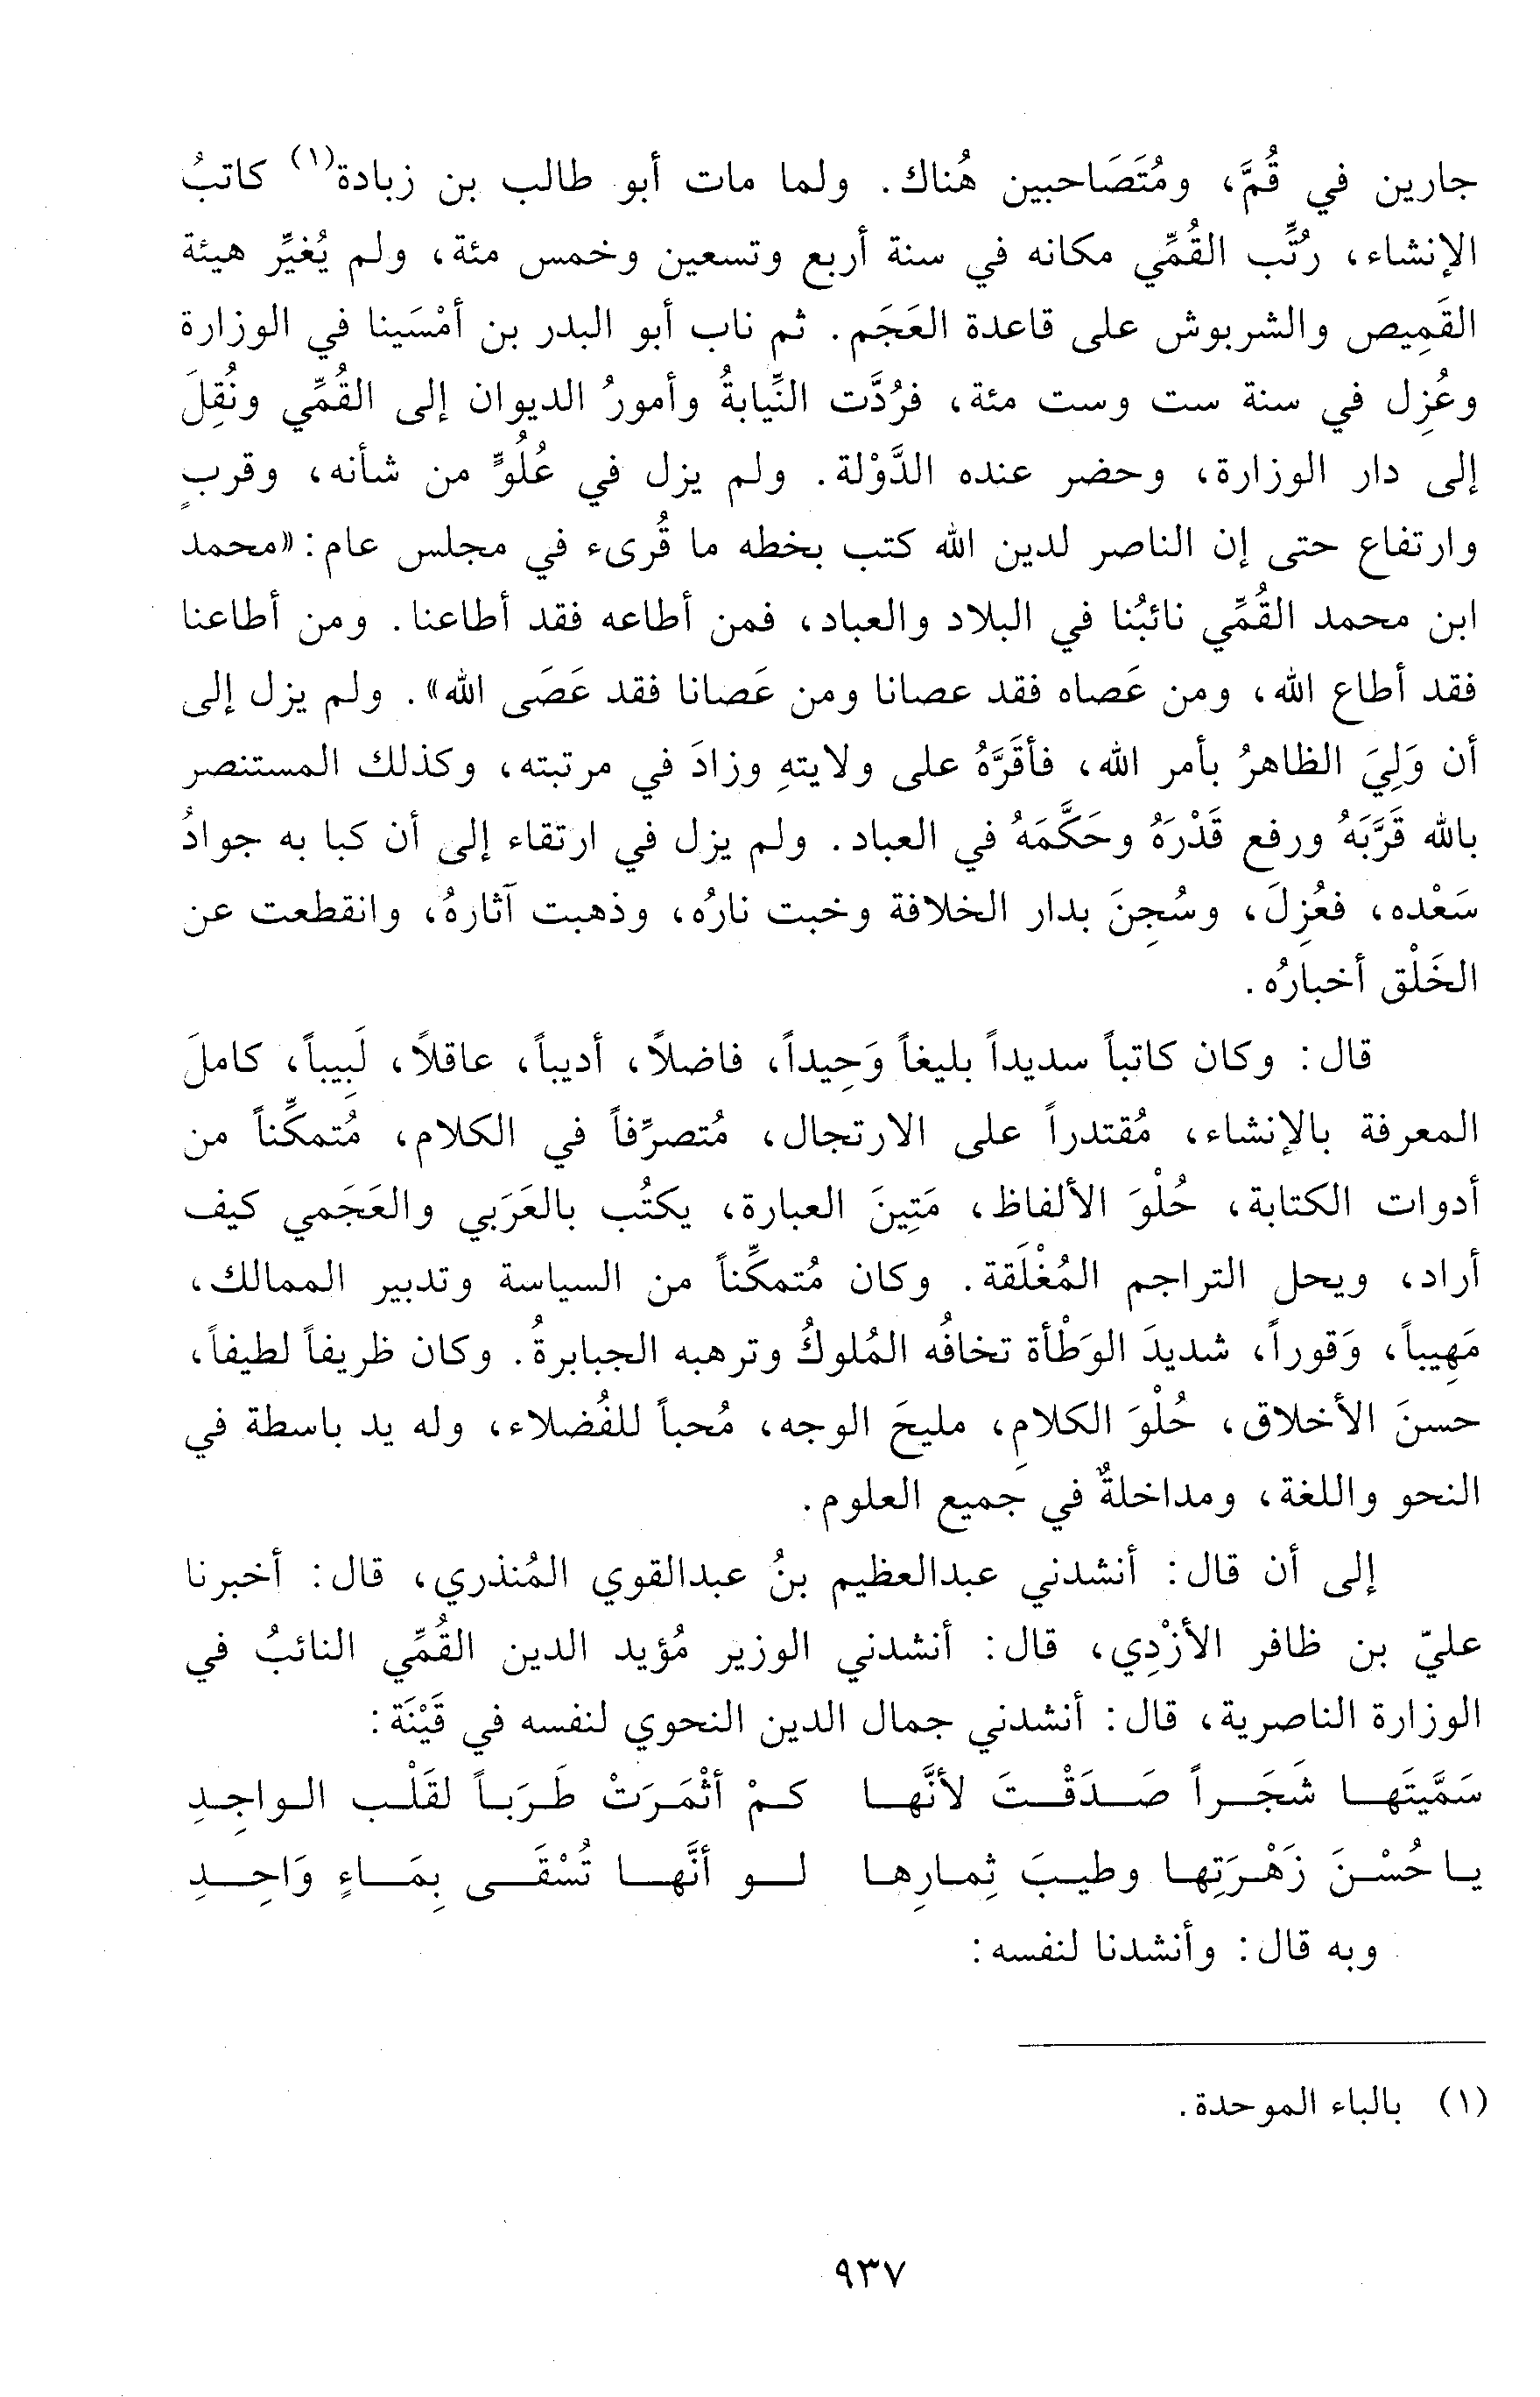 جارين في قُمَّ، ومُتَصَاحبين هُناك. ولما مات أبو طالب بن زبادة(١) كاتبُ
الإنشاء، رُتِّب القُمِّي مكانه في سنة أربع وتسعين وخمس مئة، ولم يُغيِّر هيئة
القَمِيص والشربوش على قاعدة العَجَم. ثم ناب أبو البدر بن أمْسَينا في الوزارة
وعُزِل في سنة ست وست مئة، فرُدَّت النِّيابةُ وأمورُ الديوان إلى القُمِّي ونُقِلَ
إلى دار الوزارة، وحضر عنده الدَّوْلة. ولم يزل في عُلُوٍّ من شأنه، وقربٍ
وارتفاع حتى إن الناصر لدين الله كتب بخطه ما قُرىء في مجلس عام: «محمد
ابن محمد القُمِّي نائبُنا في البلاد والعباد، فمن أطاعه فقد أطاعنا. ومن أطاعنا
فقد أطاع الله، ومن عَصاه فقد عصانا ومن عَصانا فقد عَصَى الله». ولم يزل إلى
أن وَلِيَ الظاهرُ بأمر الله، فأقَرَّهُ على ولايتهِ وزادَ في مرتبته، وكذلك المستنصر
بالله قَرَّبَهُ ورفع قَدْرَهُ وحَكَّمَهُ في العباد. ولم يزل في ارتقاء إلى أن كبا به جوادُ
سَعْده، فعُزِلَ، وسُجِنَ بدار الخلافة وخبت نارُه، وذهبت آثارهُ، وانقطعت عن
الخَلْق أخبارُه.
قال: وكان كاتباً سديداً بليغاً وَحِيداً، فاضلاً، أديباً، عاقلاً، لَبِيباً، كاملَ
المعرفة بالإنشاء، مُقتدراً على الارتجال، مُتصرِّفاً في الكلام، مُتمكِّناً من
أدوات الكتابة، حُلْوَ الألفاظ، مَتِينَ العبارة، يكتُب بالعَرَبي والعَجَمي كيف
أراد، ويحل التراجم المُغْلَقة. وكان مُتمكِّناً من السياسة وتدبير الممالك،
مَهِيباً، وَقوراً، شديدَ الوَطْأة تخافُه المُلوكُ وترهبه الجبابرةُ. وكان ظريفاً لطيفاً،
حسنَ الأخلاق، حُلْوَ الكلامِ، مليحَ الوجه، مُحباً للفُضلاء، وله يد باسطة في
النحو واللغة، ومداخلةٌ في جَميع العلوم.
إلى أن قال: أنشدني عبدالعظيم بنُ عبدالقوي المُنذري، قال: أخبرنا
عليّ بن ظافر الأزْدِي، قال: أنشدني الوزير مُؤيد الدين القُمِّي النائبُ في
الوزارة الناصرية، قال: أنشدني جمال الدين النحوي لنفسه في قَيْنَة:
سَمَّيتَها شَجَراً صَدَقْتَ لأنَّها كمْ أثْمَرَتْ طَرَباً لقَلْب الواجِدِ
يا حُسْنَ زَهْرَتِها وطيبَ ثِمارِها لو أنَّها تُسْقَى بِمَاءٍ وَاحِدِ
وبه قال: وأنشدنا لنفسه:
(١) بالباء الموحدة.
٩٣٧